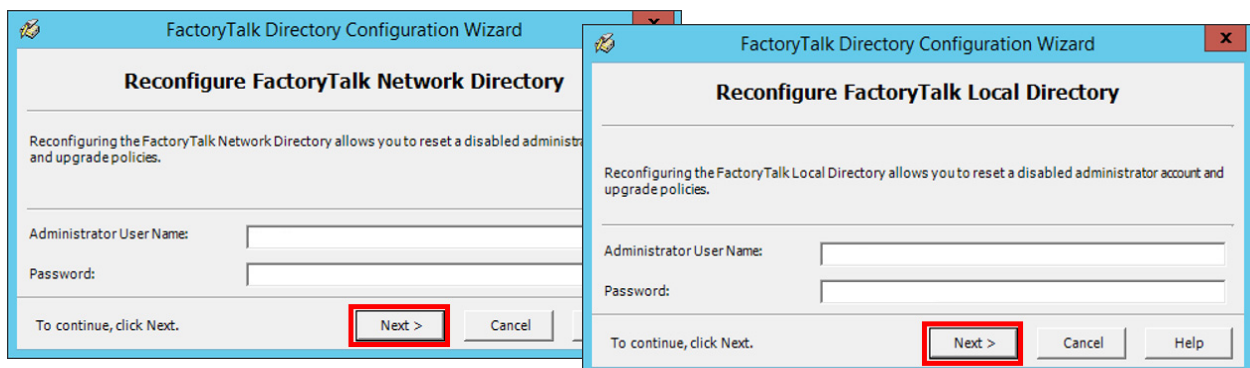 FactoryTalk Directory Configuration Wizard
x
Reconfigure FactoryTalk Network Directory
Reconfiguring the FactoryTalk Network Directory allows you to reset a disabled
and upgrade policies.
Administrator User Name:
Password:
To continue, click Next.
Next >
Cancel
FactoryTalk Directory Configuration Wizard
x
Reconfigure FactoryTalk Local Directory
Reconfiguring the FactoryTalk Local Directory allows you to reset a disabled administrator account and
upgrade policies.
Administrator User Name:
Password:
To continue, click Next.
Next >
Cancel
Help